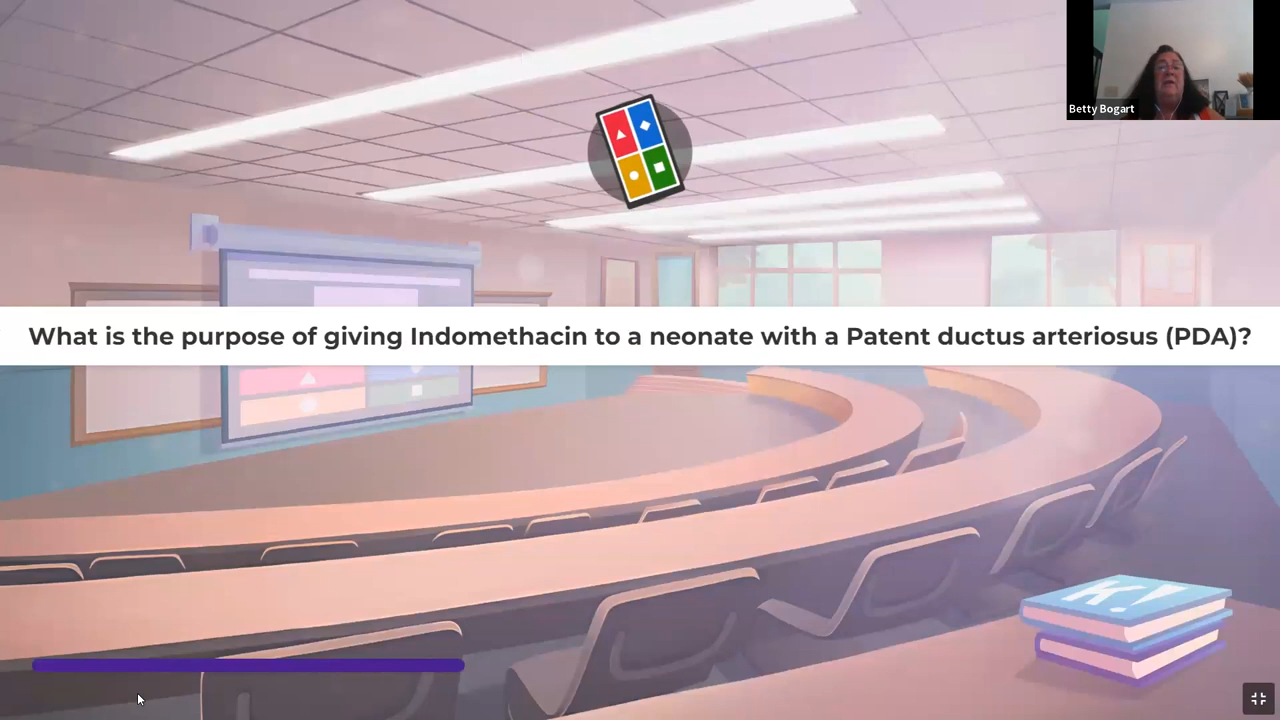 Betty Bogart
What is the purpose of giving Indomethacin to a neonate with a Patent ductus arteriosus (PDA)?
K!